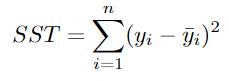 SST = \sum_{i=1}^{n} (y_i - \bar{y}_i)^2